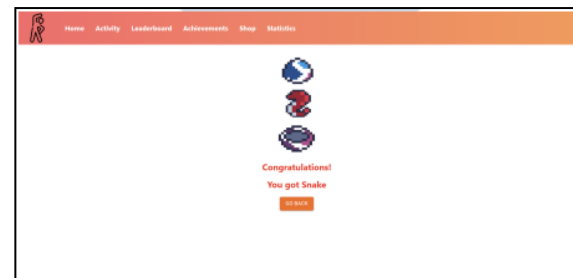 Home Activity Leaderboard Achievements Shop Statistics
Congratulations!
You got Snake
GO BACK